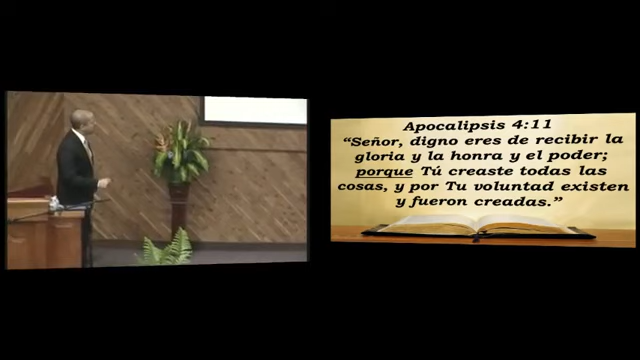 Apocalipsis 4:11
“Señor, digno eres de recibir la
gloria y la honra y el poder;
porque Tú creaste todas las
cosas, y por Tu voluntad existen
y fueron creadas.”